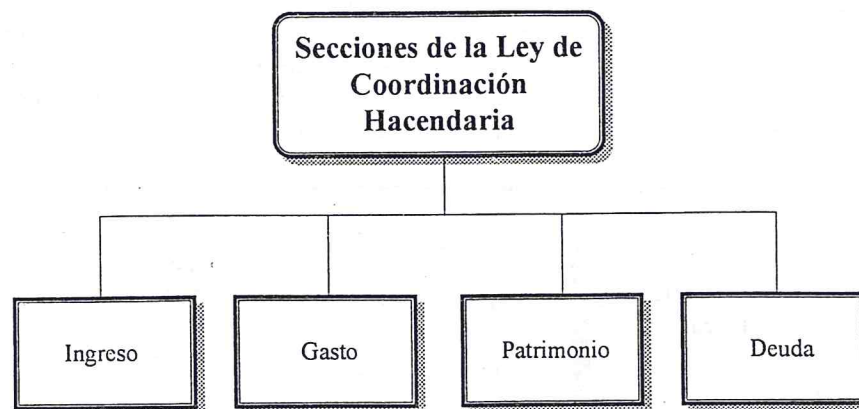 Secciones de la Ley de
Coordinación
Hacendaria
Ingreso
Gasto
Patrimonio
Deuda